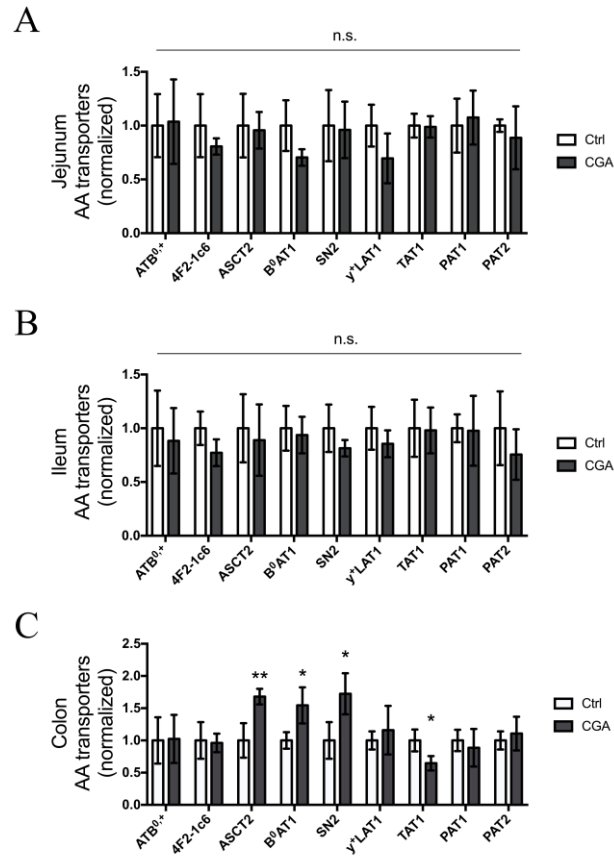 A
n.s.
Jejunum
AA transporters
(normalized)
1.5
1.0
0.5
0.0
Ctrl
CGA
ATB⁰,⁺
4F2-1c6
ASCT2
B⁰AT1
SN2
y⁺LAT1
TAT1
PAT1
PAT2
B
n.s.
Ileum
AA transporters
(normalized)
1.5
1.0
0.5
0.0
Ctrl
CGA
ATB⁰,⁺
4F2-1c6
ASCT2
B⁰AT1
SN2
y⁺LAT1
TAT1
PAT1
PAT2
C
Colon
AA transporters
(normalized)
2.5
2.0
1.5
1.0
0.5
0.0
**
*
*
*
Ctrl
CGA
ATB⁰,⁺
4F2-1c6
ASCT2
B⁰AT1
SN2
y⁺LAT1
TAT1
PAT1
PAT2